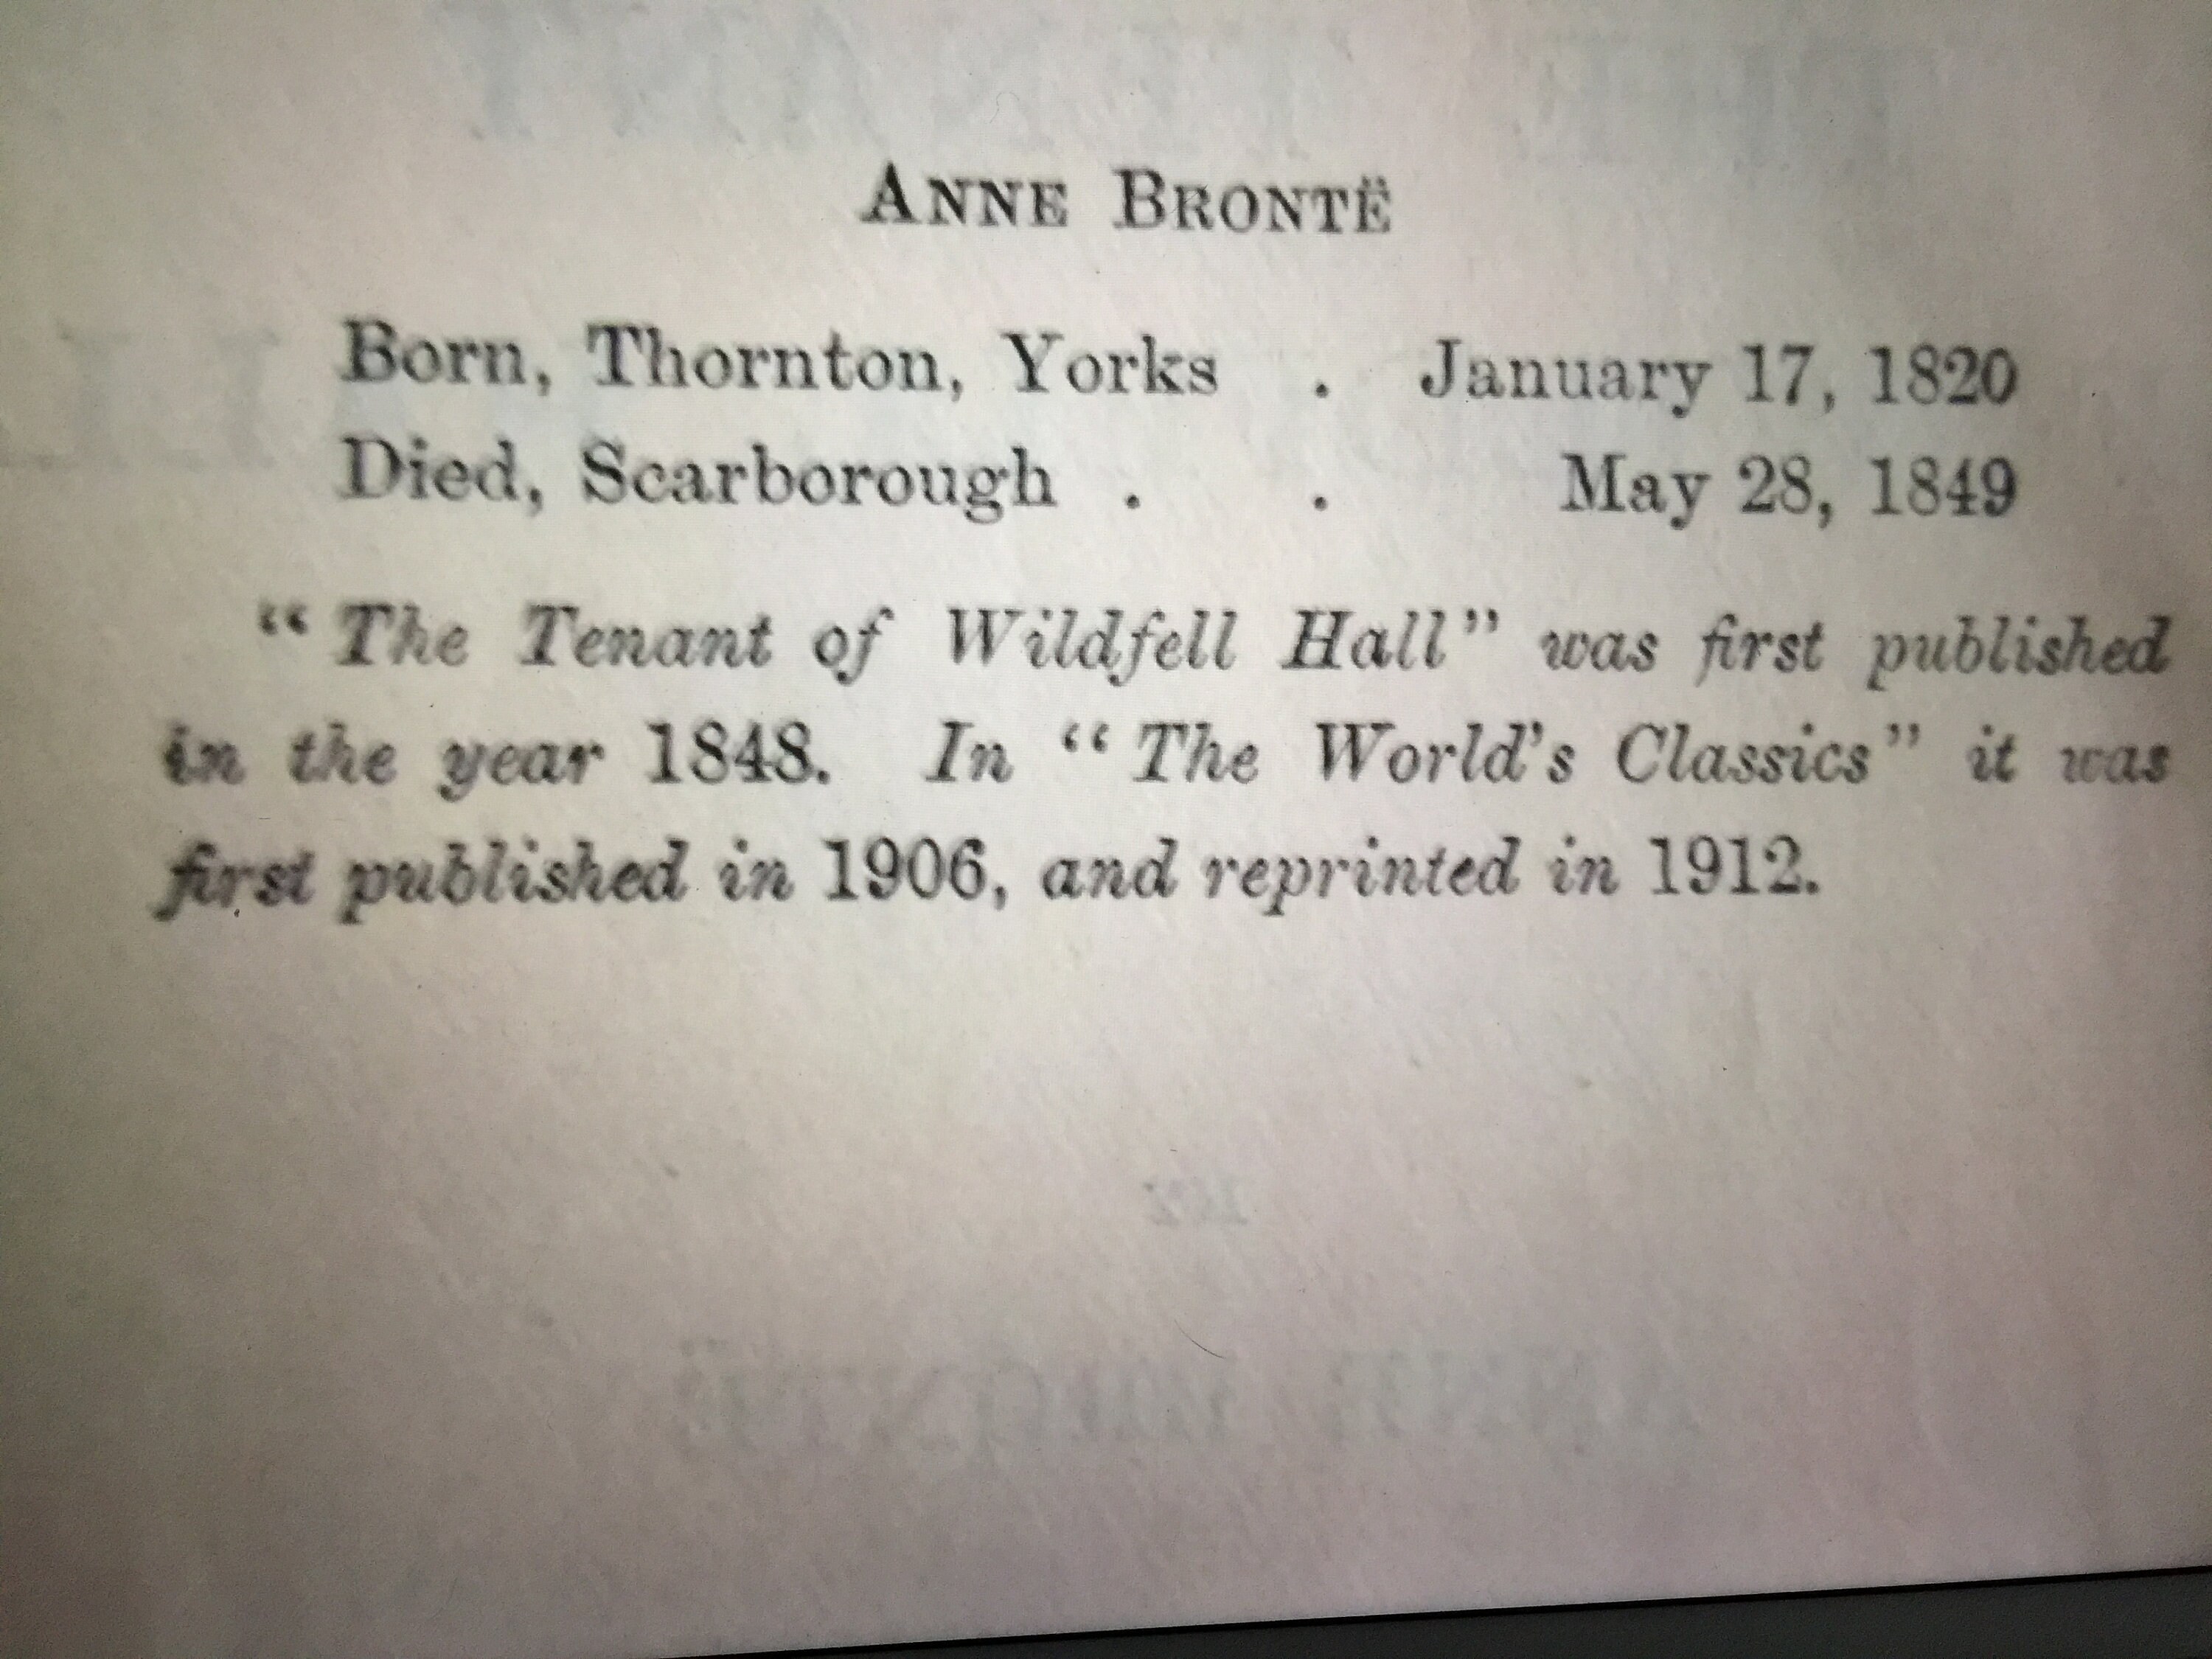 ANNE BRONTË
Born, Thornton, Yorks . January 17, 1820
Died, Scarborough . . May 28, 1849
“The Tenant of Wildfell Hall” was first published
in the year 1848. In “The World's Classics” it was
first published in 1906, and reprinted in 1912.